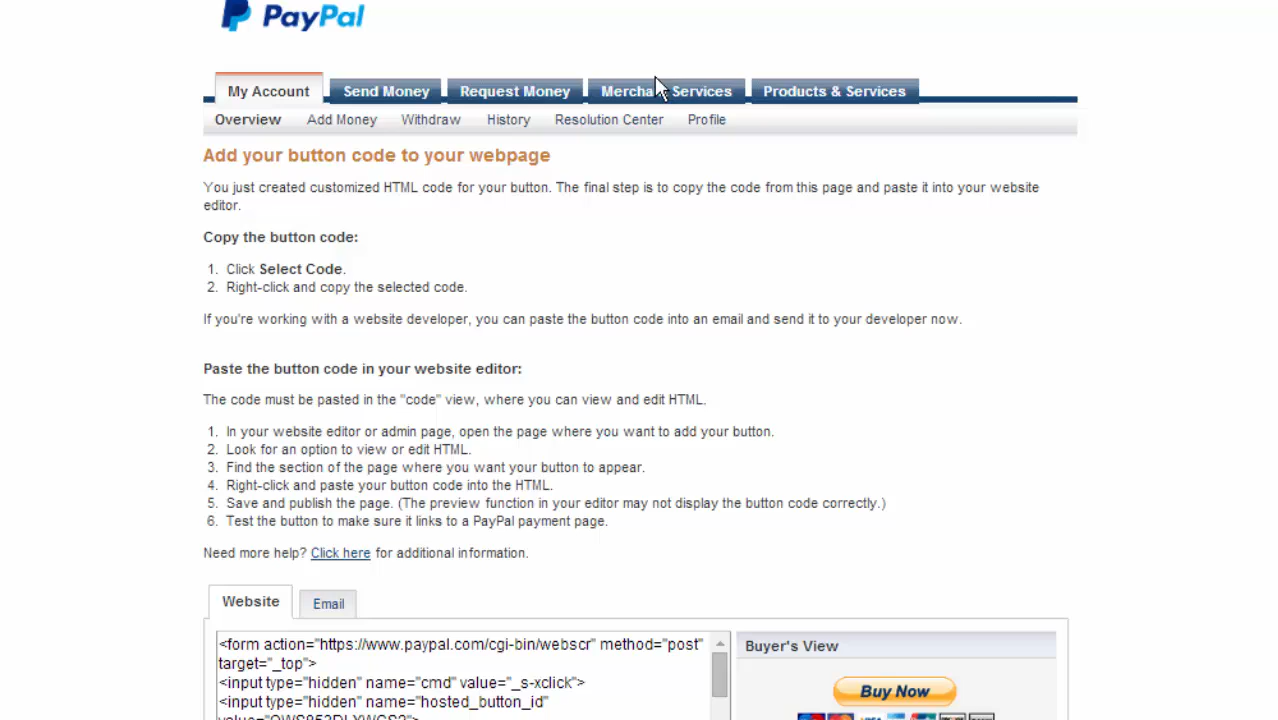 PayPal
My Account Send Money Request Money Merchant Services Products & Services
Overview Add Money Withdraw History Resolution Center Profile
Add your button code to your webpage
You just created customized HTML code for your button. The final step is to copy the code from this page and paste it into your website
editor.
Copy the button code:
1. Click Select Code.
2. Right-click and copy the selected code.
If you're working with a website developer, you can paste the button code into an email and send it to your developer now.
Paste the button code in your website editor:
The code must be pasted in the "code" view, where you can view and edit HTML.
1. In your website editor or admin page, open the page where you want to add your button.
2. Look for an option to view or edit HTML.
3. Find the section of the page where you want your button to appear.
4. Right-click and paste your button code into the HTML.
5. Save and publish the page. (The preview function in your editor may not display the button code correctly.)
6. Test the button to make sure it links to a PayPal payment page.
Need more help? Click here for additional information.
Website Email
<form action="https://www.paypal.com/cgi-bin/webscr" method="post"
target="_top">
<input type="hidden" name="cmd" value="_s-xclick">
<input type="hidden" name="hosted_button_id"
Buyer's View
Buy Now